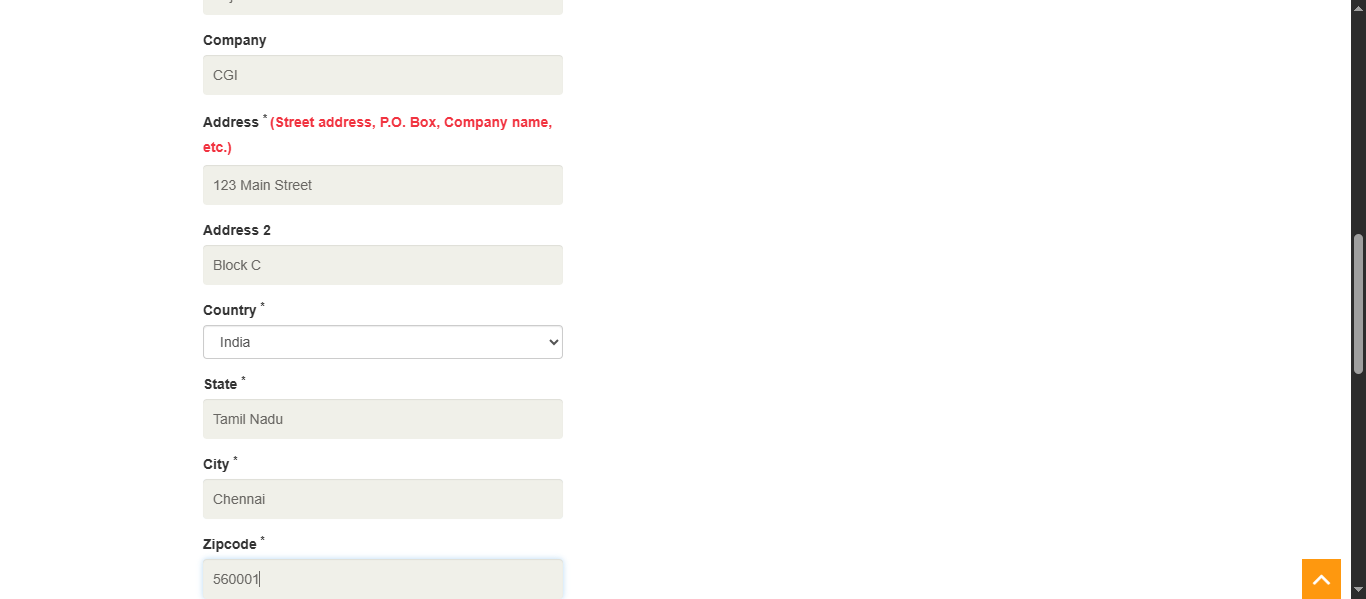 Company
CGI
Address * (Street address, P.O. Box, Company name,
etc.)
123 Main Street
Address 2
Block C
Country *
India
State *
Tamil Nadu
City *
Chennai
Zipcode *
560001